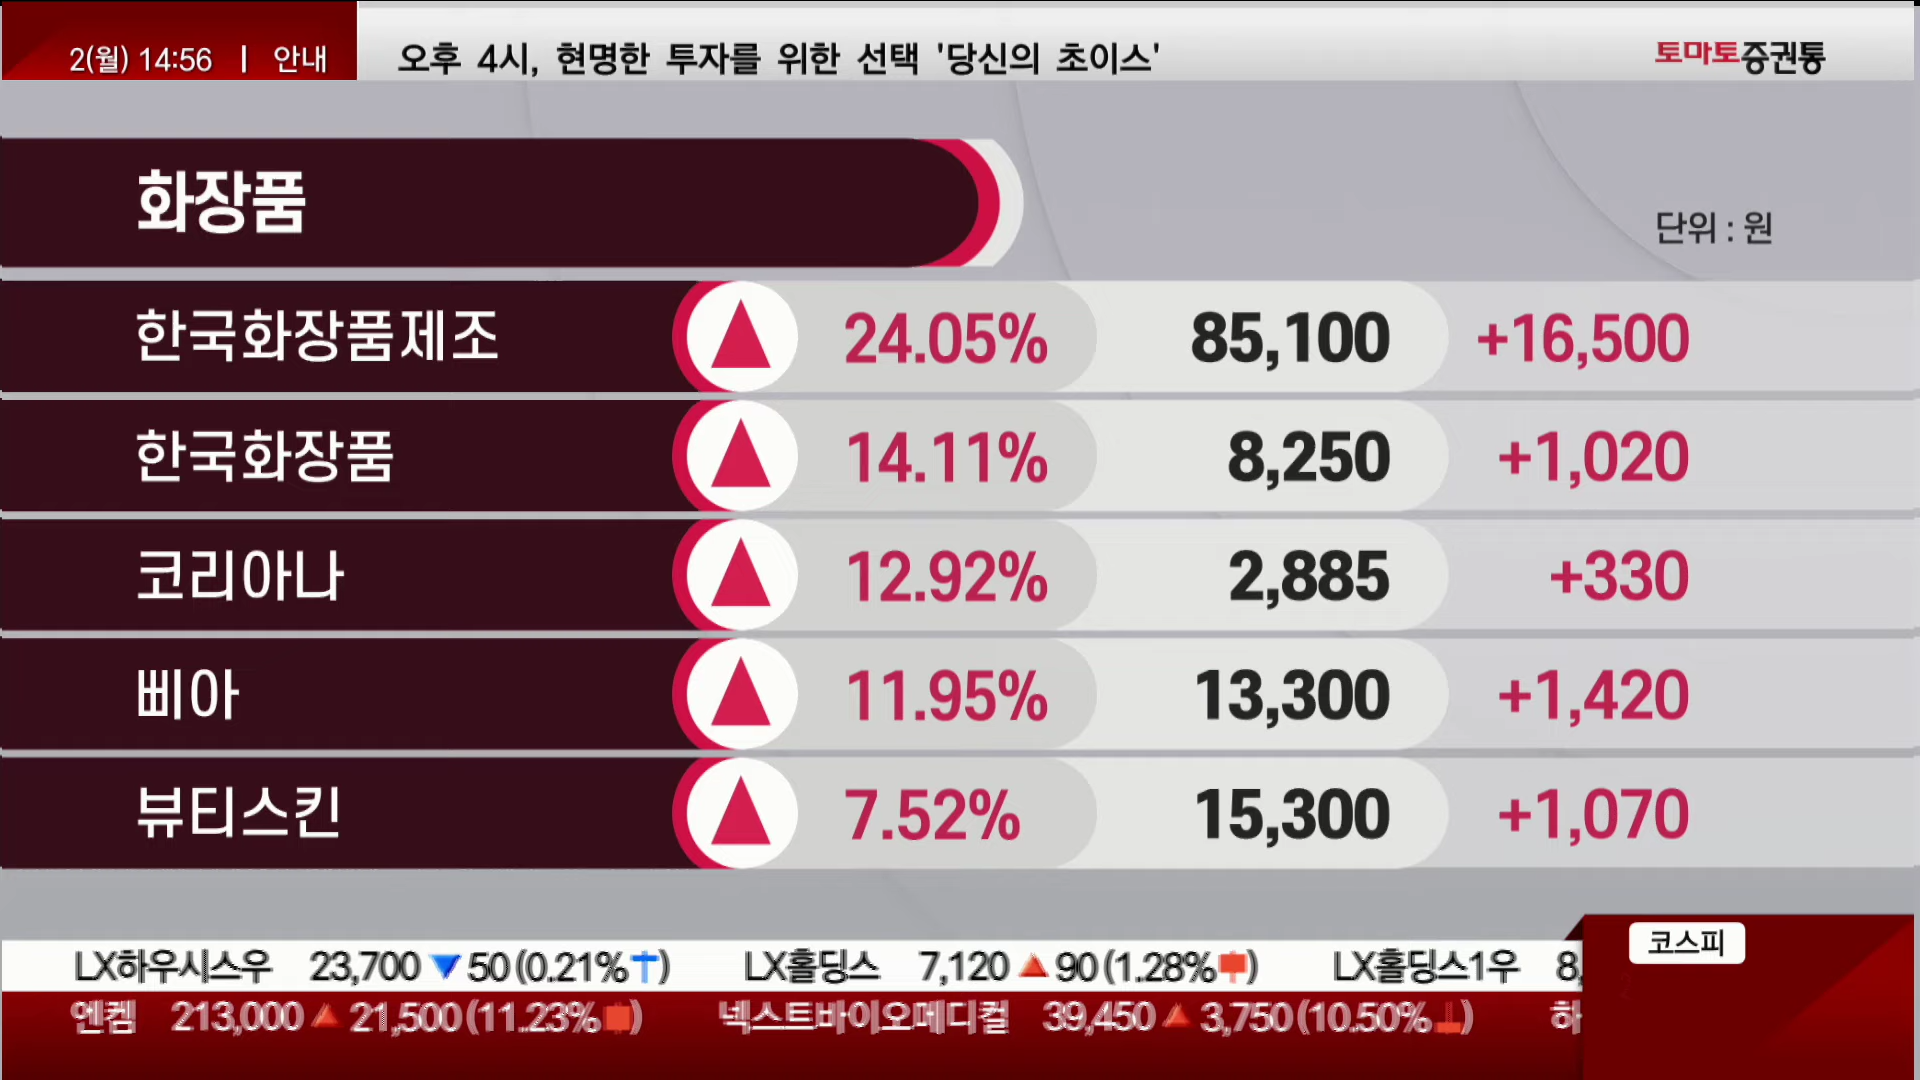 2(월) 14:56 | 안내 오후 4시, 현명한 투자를 위한 선택 '당신의 초이스' 토마토증권통
화장품
단위 : 원
한국화장품제조 ▲ 24.05% 85,100 +16,500
한국화장품 ▲ 14.11% 8,250 +1,020
코리아나 ▲ 12.92% 2,885 +330
삐아 ▲ 11.95% 13,300 +1,420
뷰티스킨 ▲ 7.52% 15,300 +1,070
LX하우시스우 23,700 ▼ 50 (0.21%) LX홀딩스 7,120 ▲ 90 (1.28%) LX홀딩스1우 8, 코스피
엔켐 213,000 ▲ 21,500 (11.23%) 넥스트바이오메디컬 39,450 ▲ 3,750 (10.50%) 하